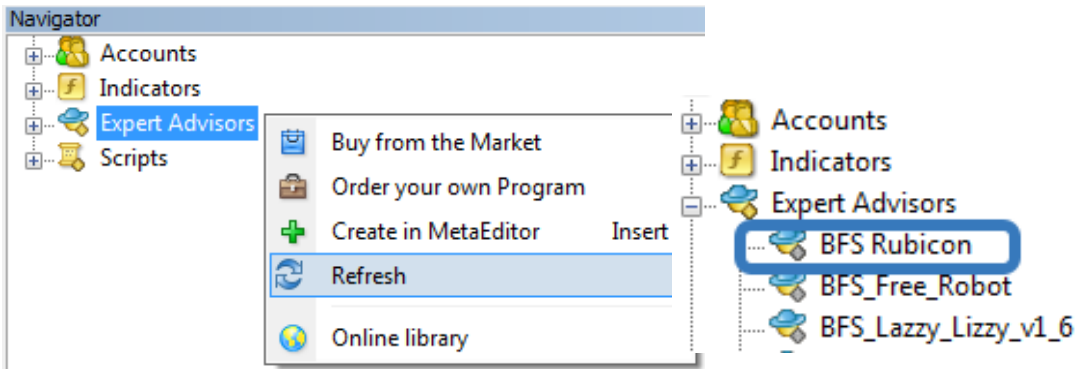 Navigator
Accounts
Indicators
Expert Advisors
Scripts
Buy from the Market
Order your own Program
Create in MetaEditor Insert
Refresh
Online library
Accounts
Indicators
Expert Advisors
BFS Rubicon
BFS_Free_Robot
BFS_Lazzy_Lizzy_v1_6